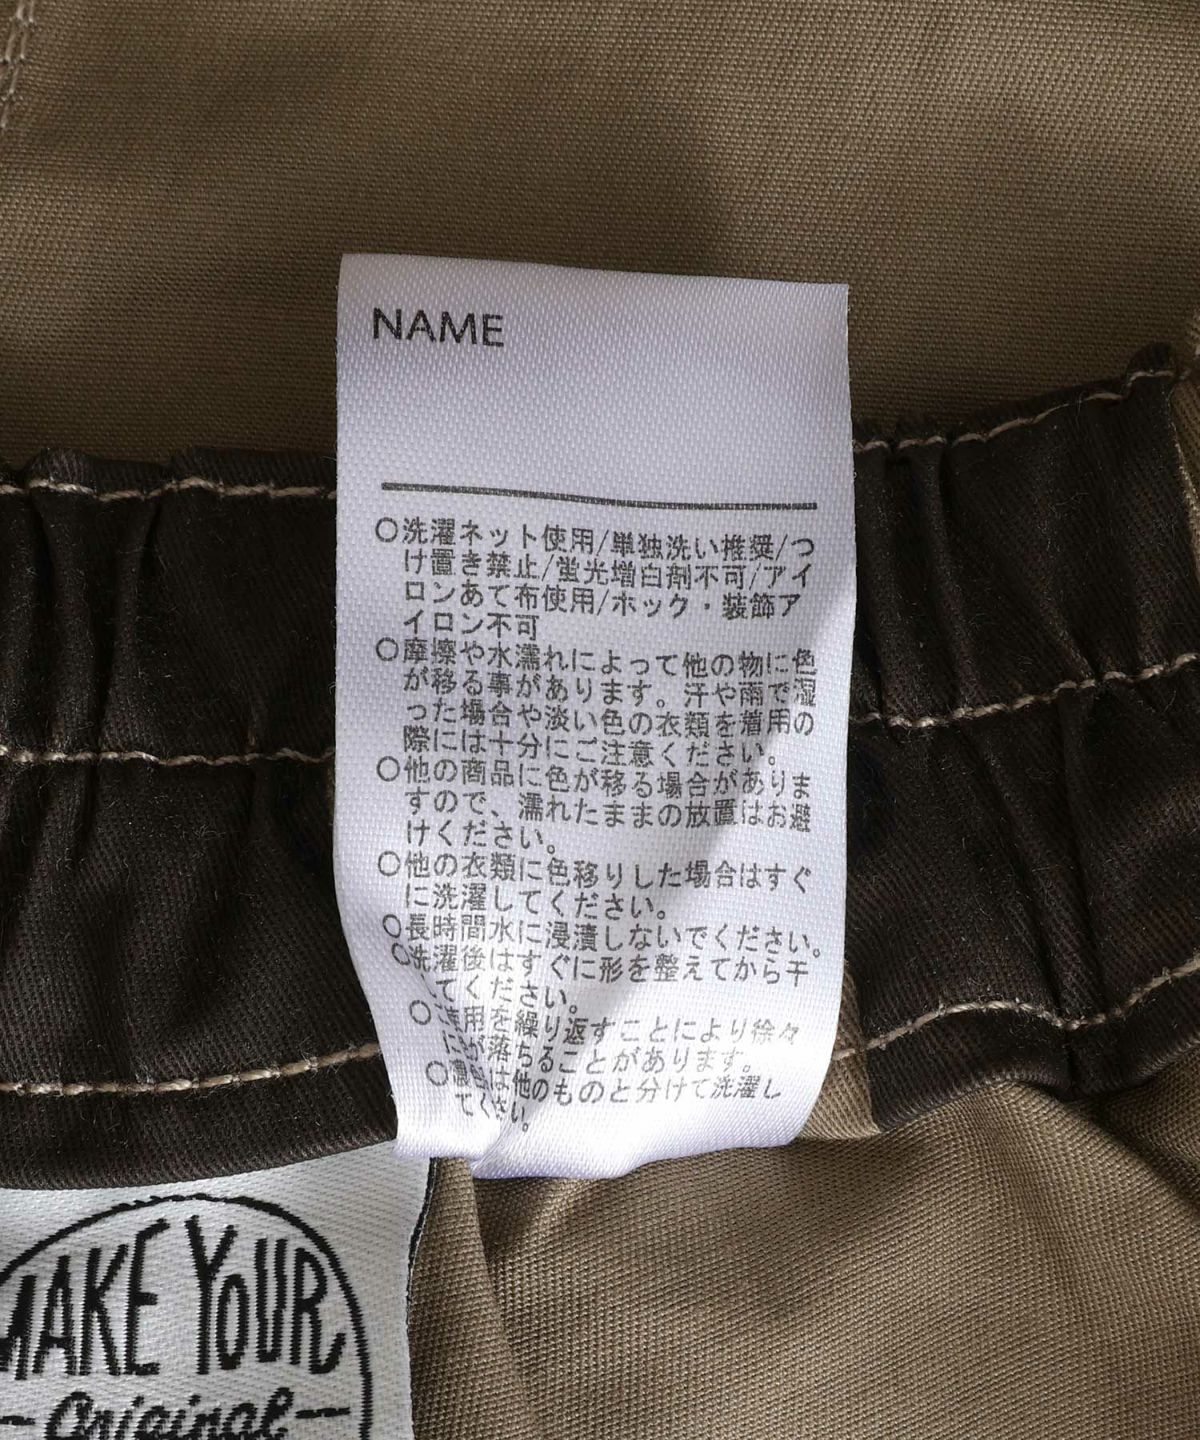 NAME
○洗濯ネット使用/単独洗い推奨/つ
け置き禁止/蛍光増白剤不可/アイ
ロンあて布使用/ホック・装飾ア
イロン不可
○摩擦や水濡れによって他の物に色
が移る事があります。汗や雨で湿
った場合や淡い色の衣類を着用の
際には十分にご注意ください。
○他の商品に色が移る場合がありま
すので、濡れたままの放置はお避
けください。
○他の衣類に色移りした場合はすぐ
に洗濯してください。
○長時間水に浸漬しないでください。
○洗濯後はすぐに形を整えてから干
してください。
○用を繰り返すことにより徐々
に が落ちることがあります。
○濃色は他のものと分けて洗濯し
てください。
MAKE YOUR
Original